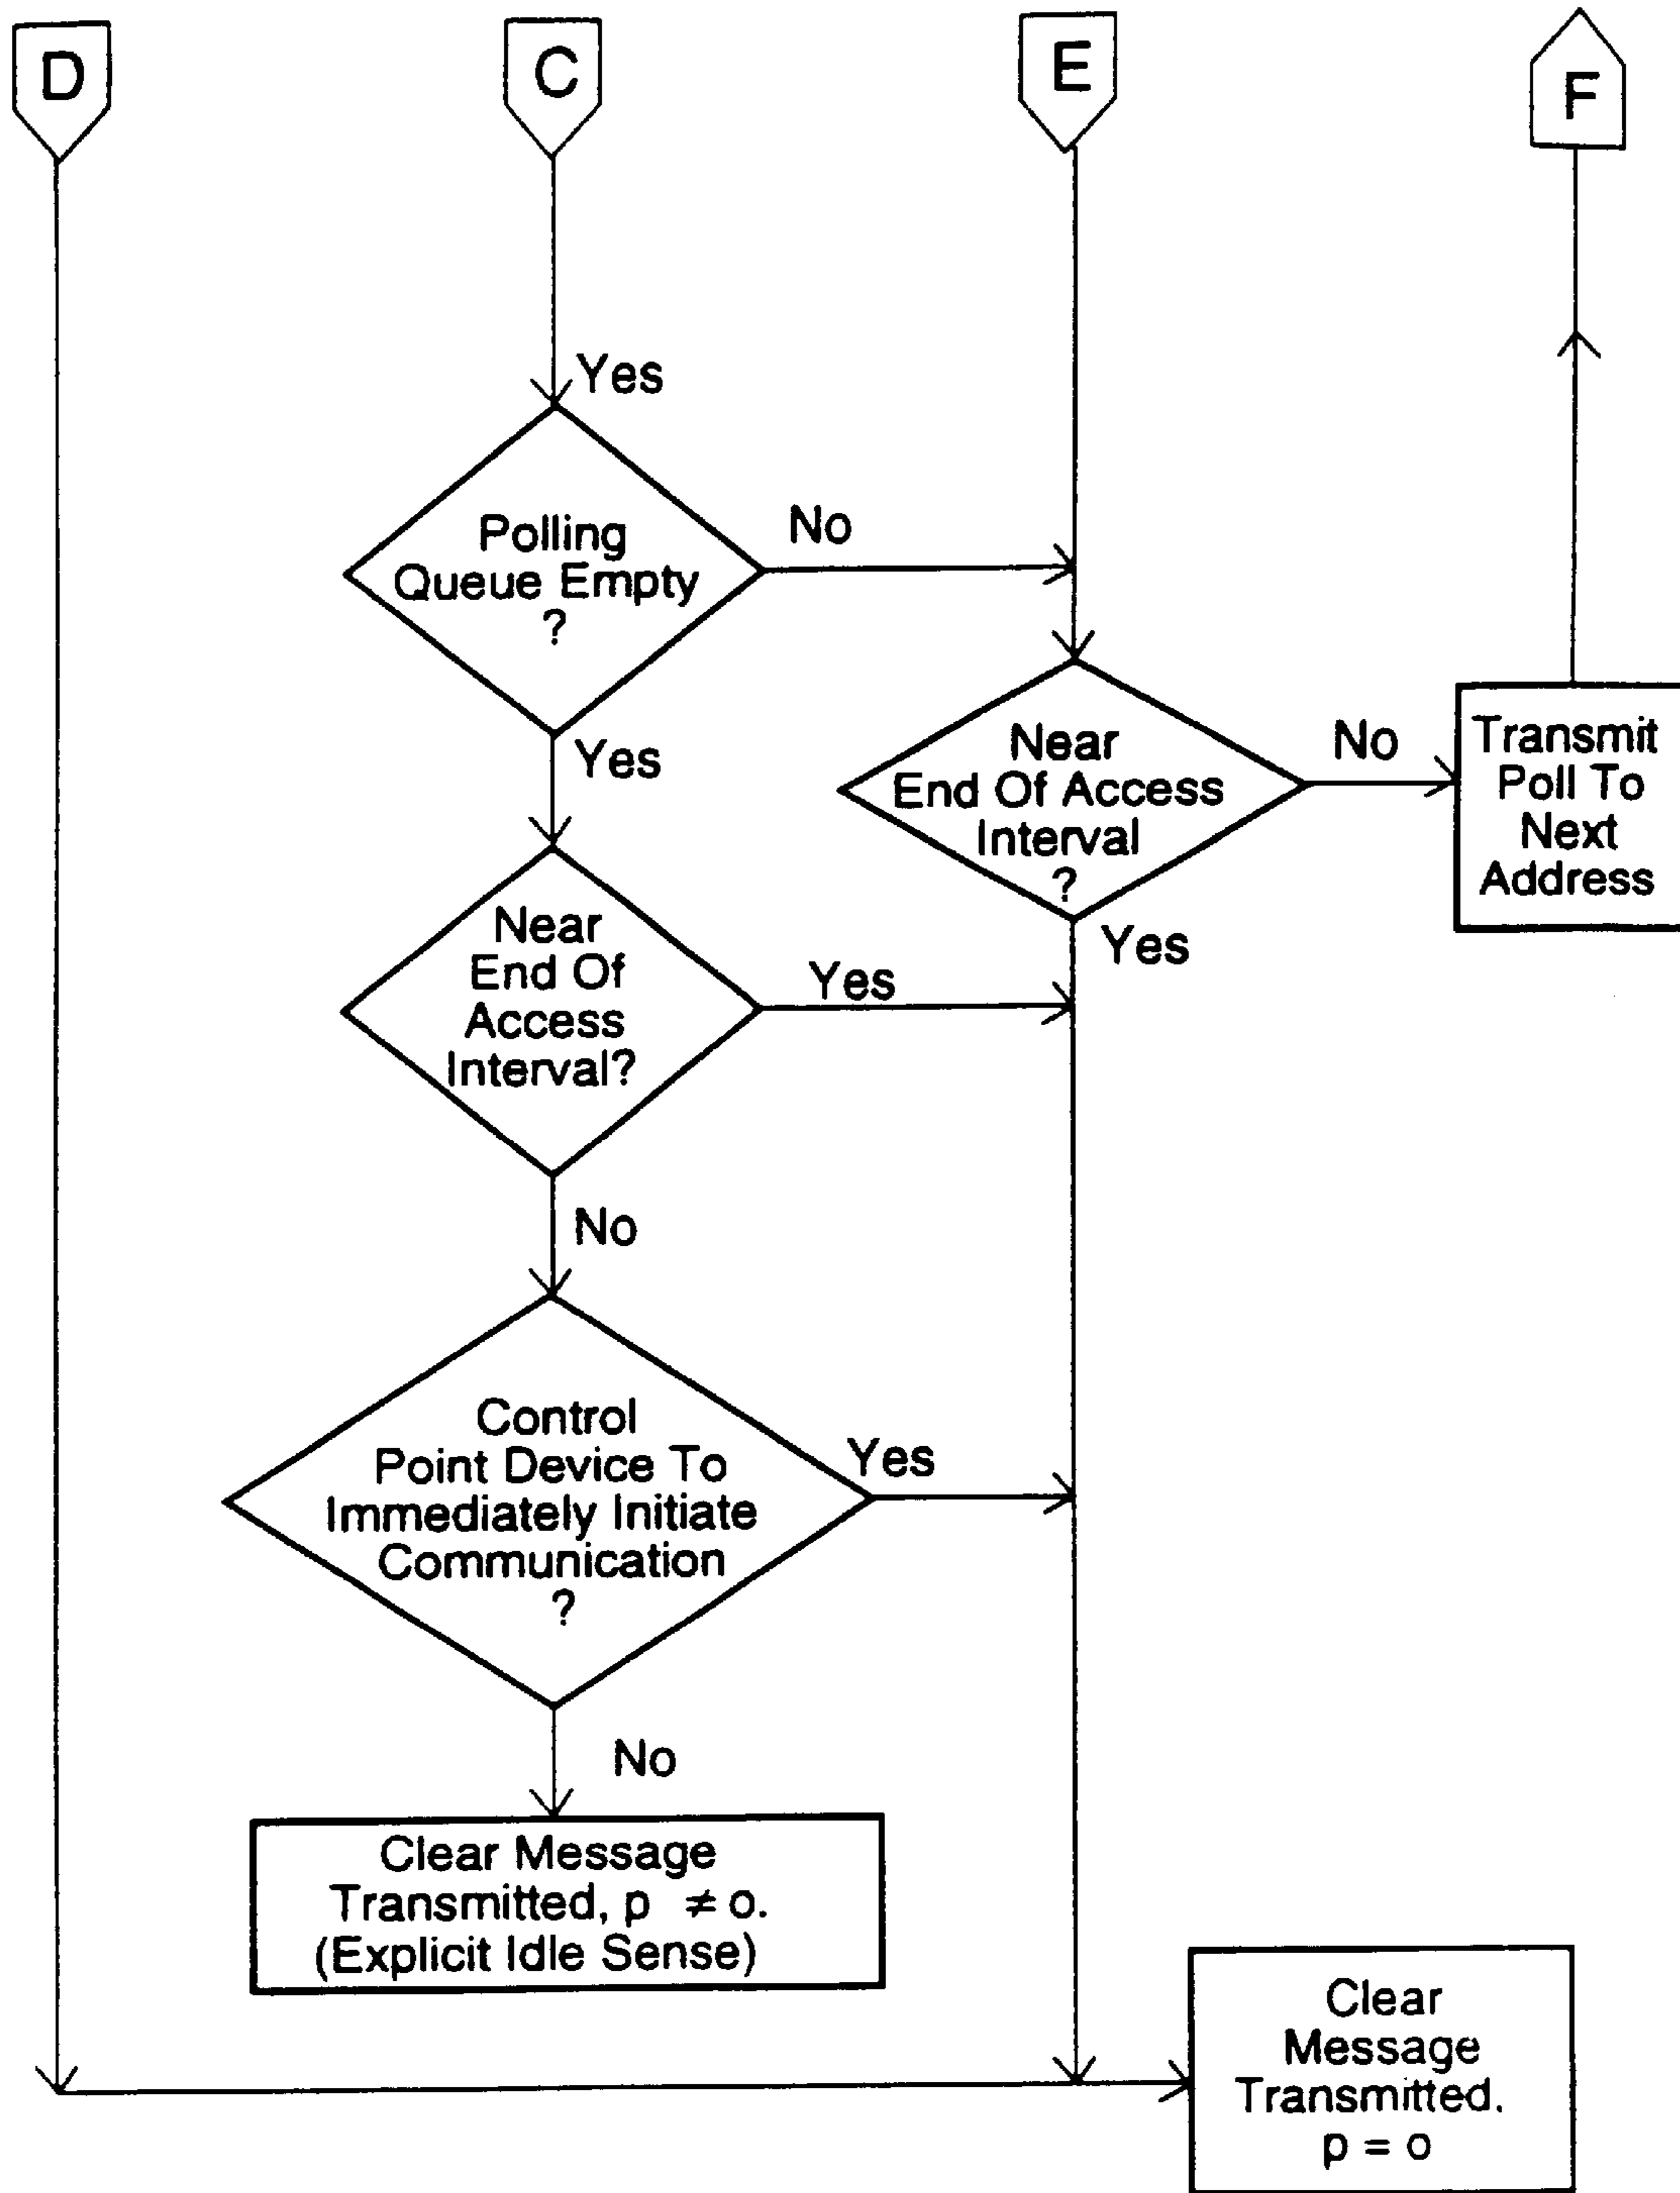 D
C
E
F
Yes
Polling
Queue Empty
?
No
Yes
Near
End Of Access
Interval
?
No
Yes
Transmit
Poll To
Next
Address
Near
End Of
Access
Interval?
Yes
No
Control
Point Device To
Immediately Initiate
Communication
?
Yes
No
Clear Message
Transmitted, p ≠ o.
(Explicit Idle Sense)
Clear
Message
Transmitted.
p = o